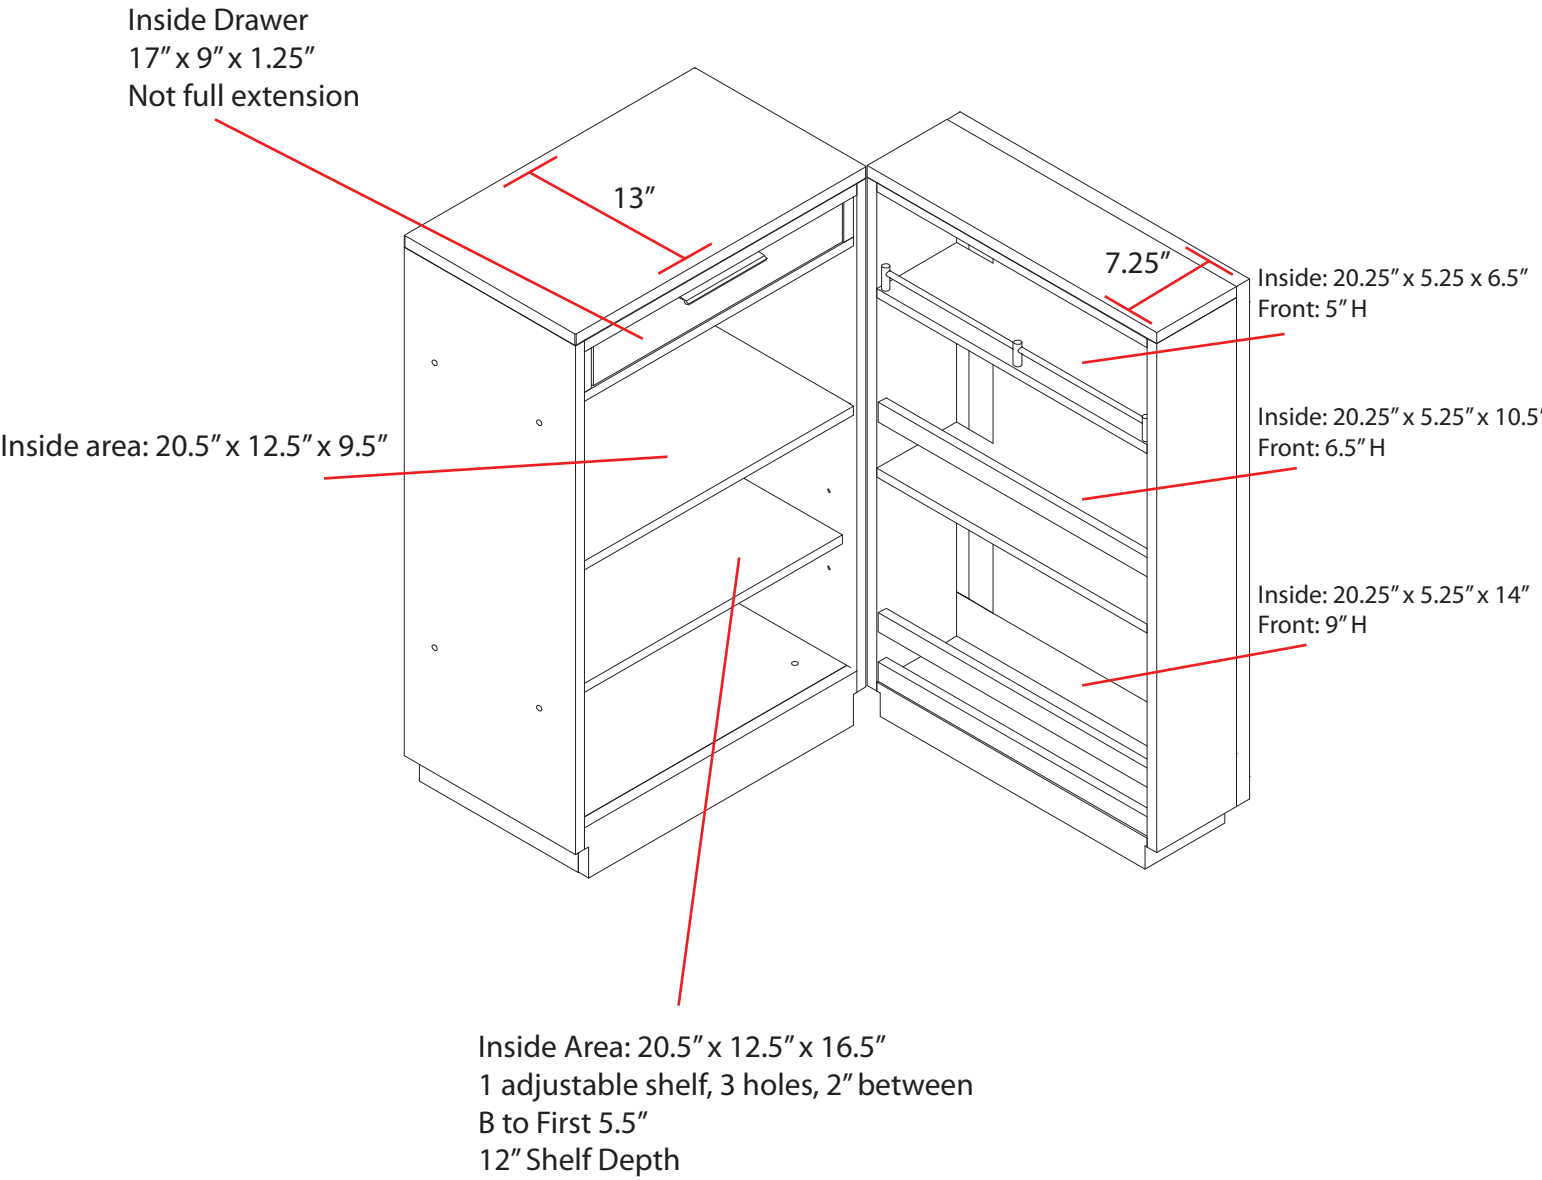 Inside Drawer
17” x 9” x 1.25”
Not full extension
13”
7.25”
Inside: 20.25” x 5.25 x 6.5”
Front: 5” H
Inside: 20.25” x 5.25” x 10.5”
Front: 6.5” H
Inside area: 20.5” x 12.5” x 9.5”
Inside: 20.25” x 5.25” x 14”
Front: 9” H
Inside Area: 20.5” x 12.5” x 16.5”
1 adjustable shelf, 3 holes, 2” between
B to First 5.5”
12” Shelf Depth